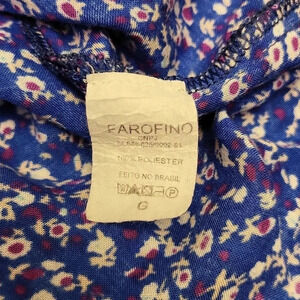 FAROFINO
CNPJ
100% POLIESTER
FEITO NO BRASIL
G